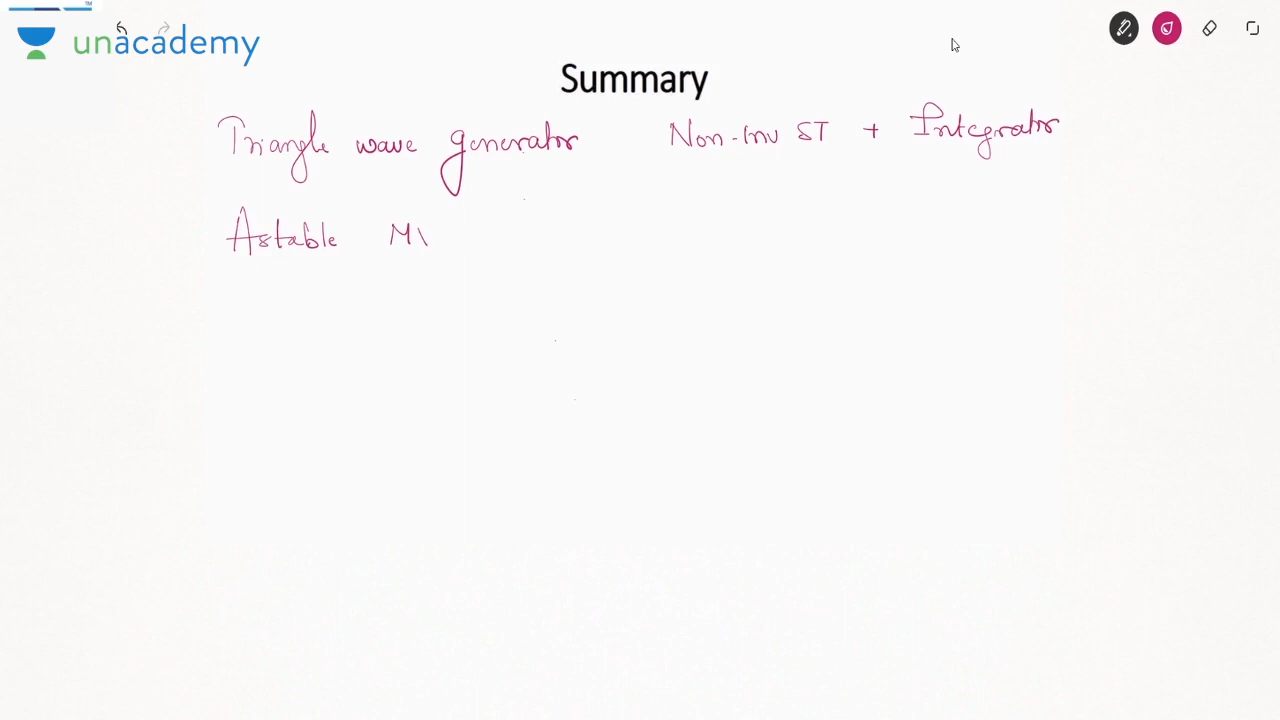 unacademy
Summary
Triangle wave generator Non-Inv ST + Integrator
Astable M\